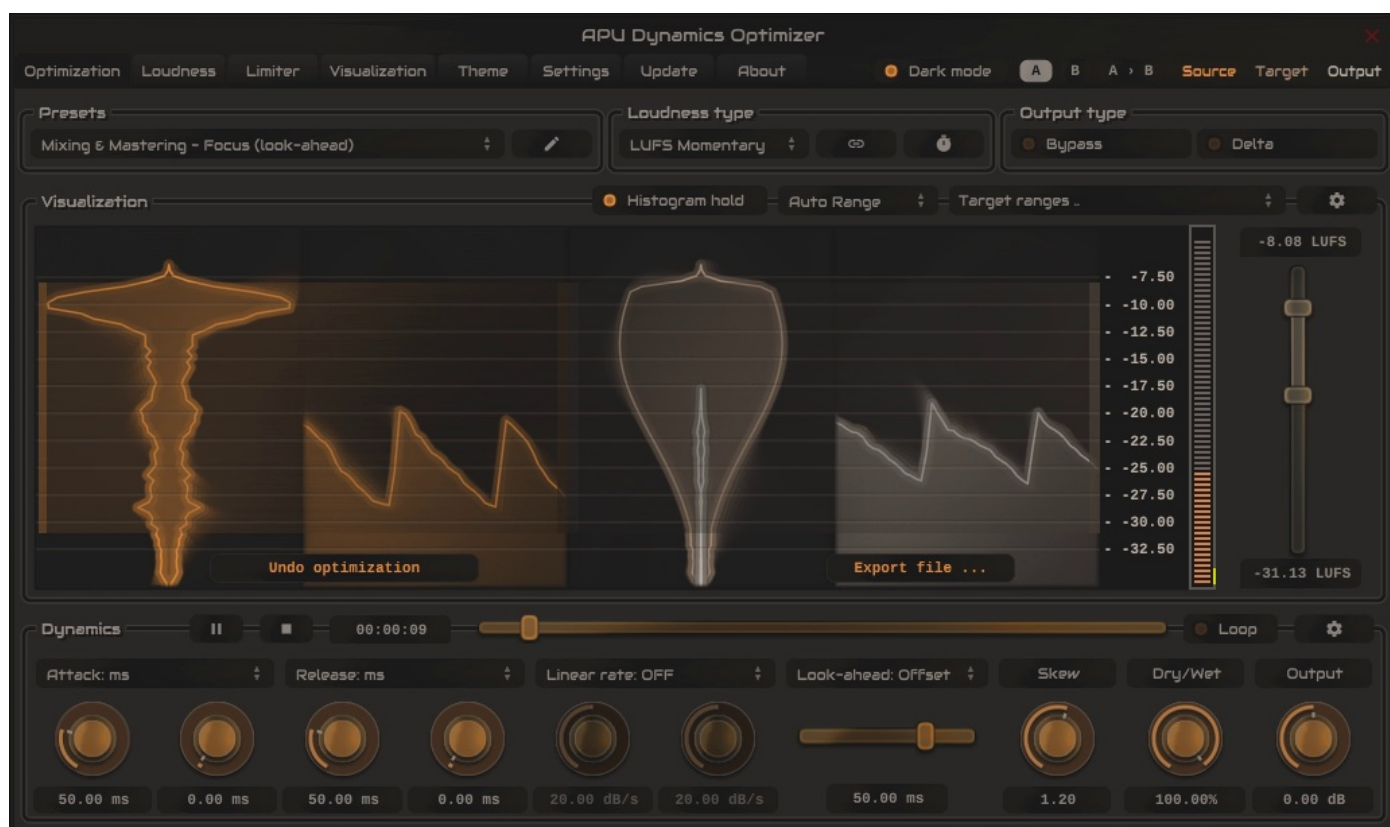 APU Dynamics Optimizer
Optimization Loudness Limiter Visualization Theme Settings Update About Dark mode A B A › B Source Target Output
Presets Loudness type Output type
Mixing & Mastering - Focus (look-ahead) LUFS Momentary Bypass Delta
Visualization Histogram hold Auto Range Target ranges ..
-8.08 LUFS
- -7.50
- -10.00
- -12.50
- -15.00
- -17.50
- -20.00
- -22.50
- -25.00
- -27.50
- -30.00
- -32.50
Undo optimization Export file ... -31.13 LUFS
Dynamics 00:00:09 Loop
Attack: ms Release: ms Linear rate: OFF Look-ahead: Offset Skew Dry/Wet Output
50.00 ms 0.00 ms 50.00 ms 0.00 ms 20.00 dB/s 20.00 dB/s 50.00 ms 1.20 100.00% 0.00 dB